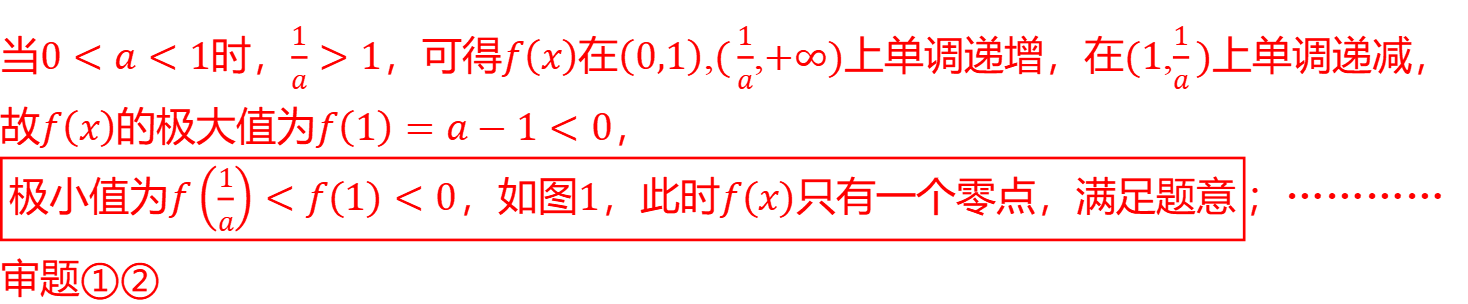 当0 < a < 1时，1/a > 1，可得f(x)在(0,1),(1/a,+∞)上单调递增，在(1,1/a)上单调递减，
故f(x)的极大值为f(1) = a − 1 < 0，
极小值为f(1/a) < f(1) < 0，如图1，此时f(x)只有一个零点，满足题意；…………
审题①②